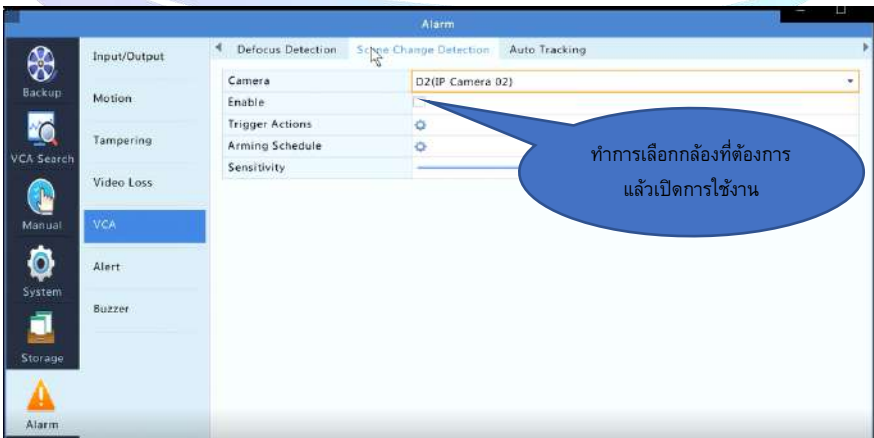 Alarm
Backup
VCA Search
Manual
System
Storage
Alarm
Input/Output
Motion
Tampering
Video Loss
VCA
Alert
Buzzer
Defocus Detection Scene Change Detection Auto Tracking
Camera D2(IP Camera 02)
Enable
Trigger Actions
Arming Schedule
Sensitivity
ทำการเลือกกล้องที่ต้องการ
แล้วเปิดการใช้งาน